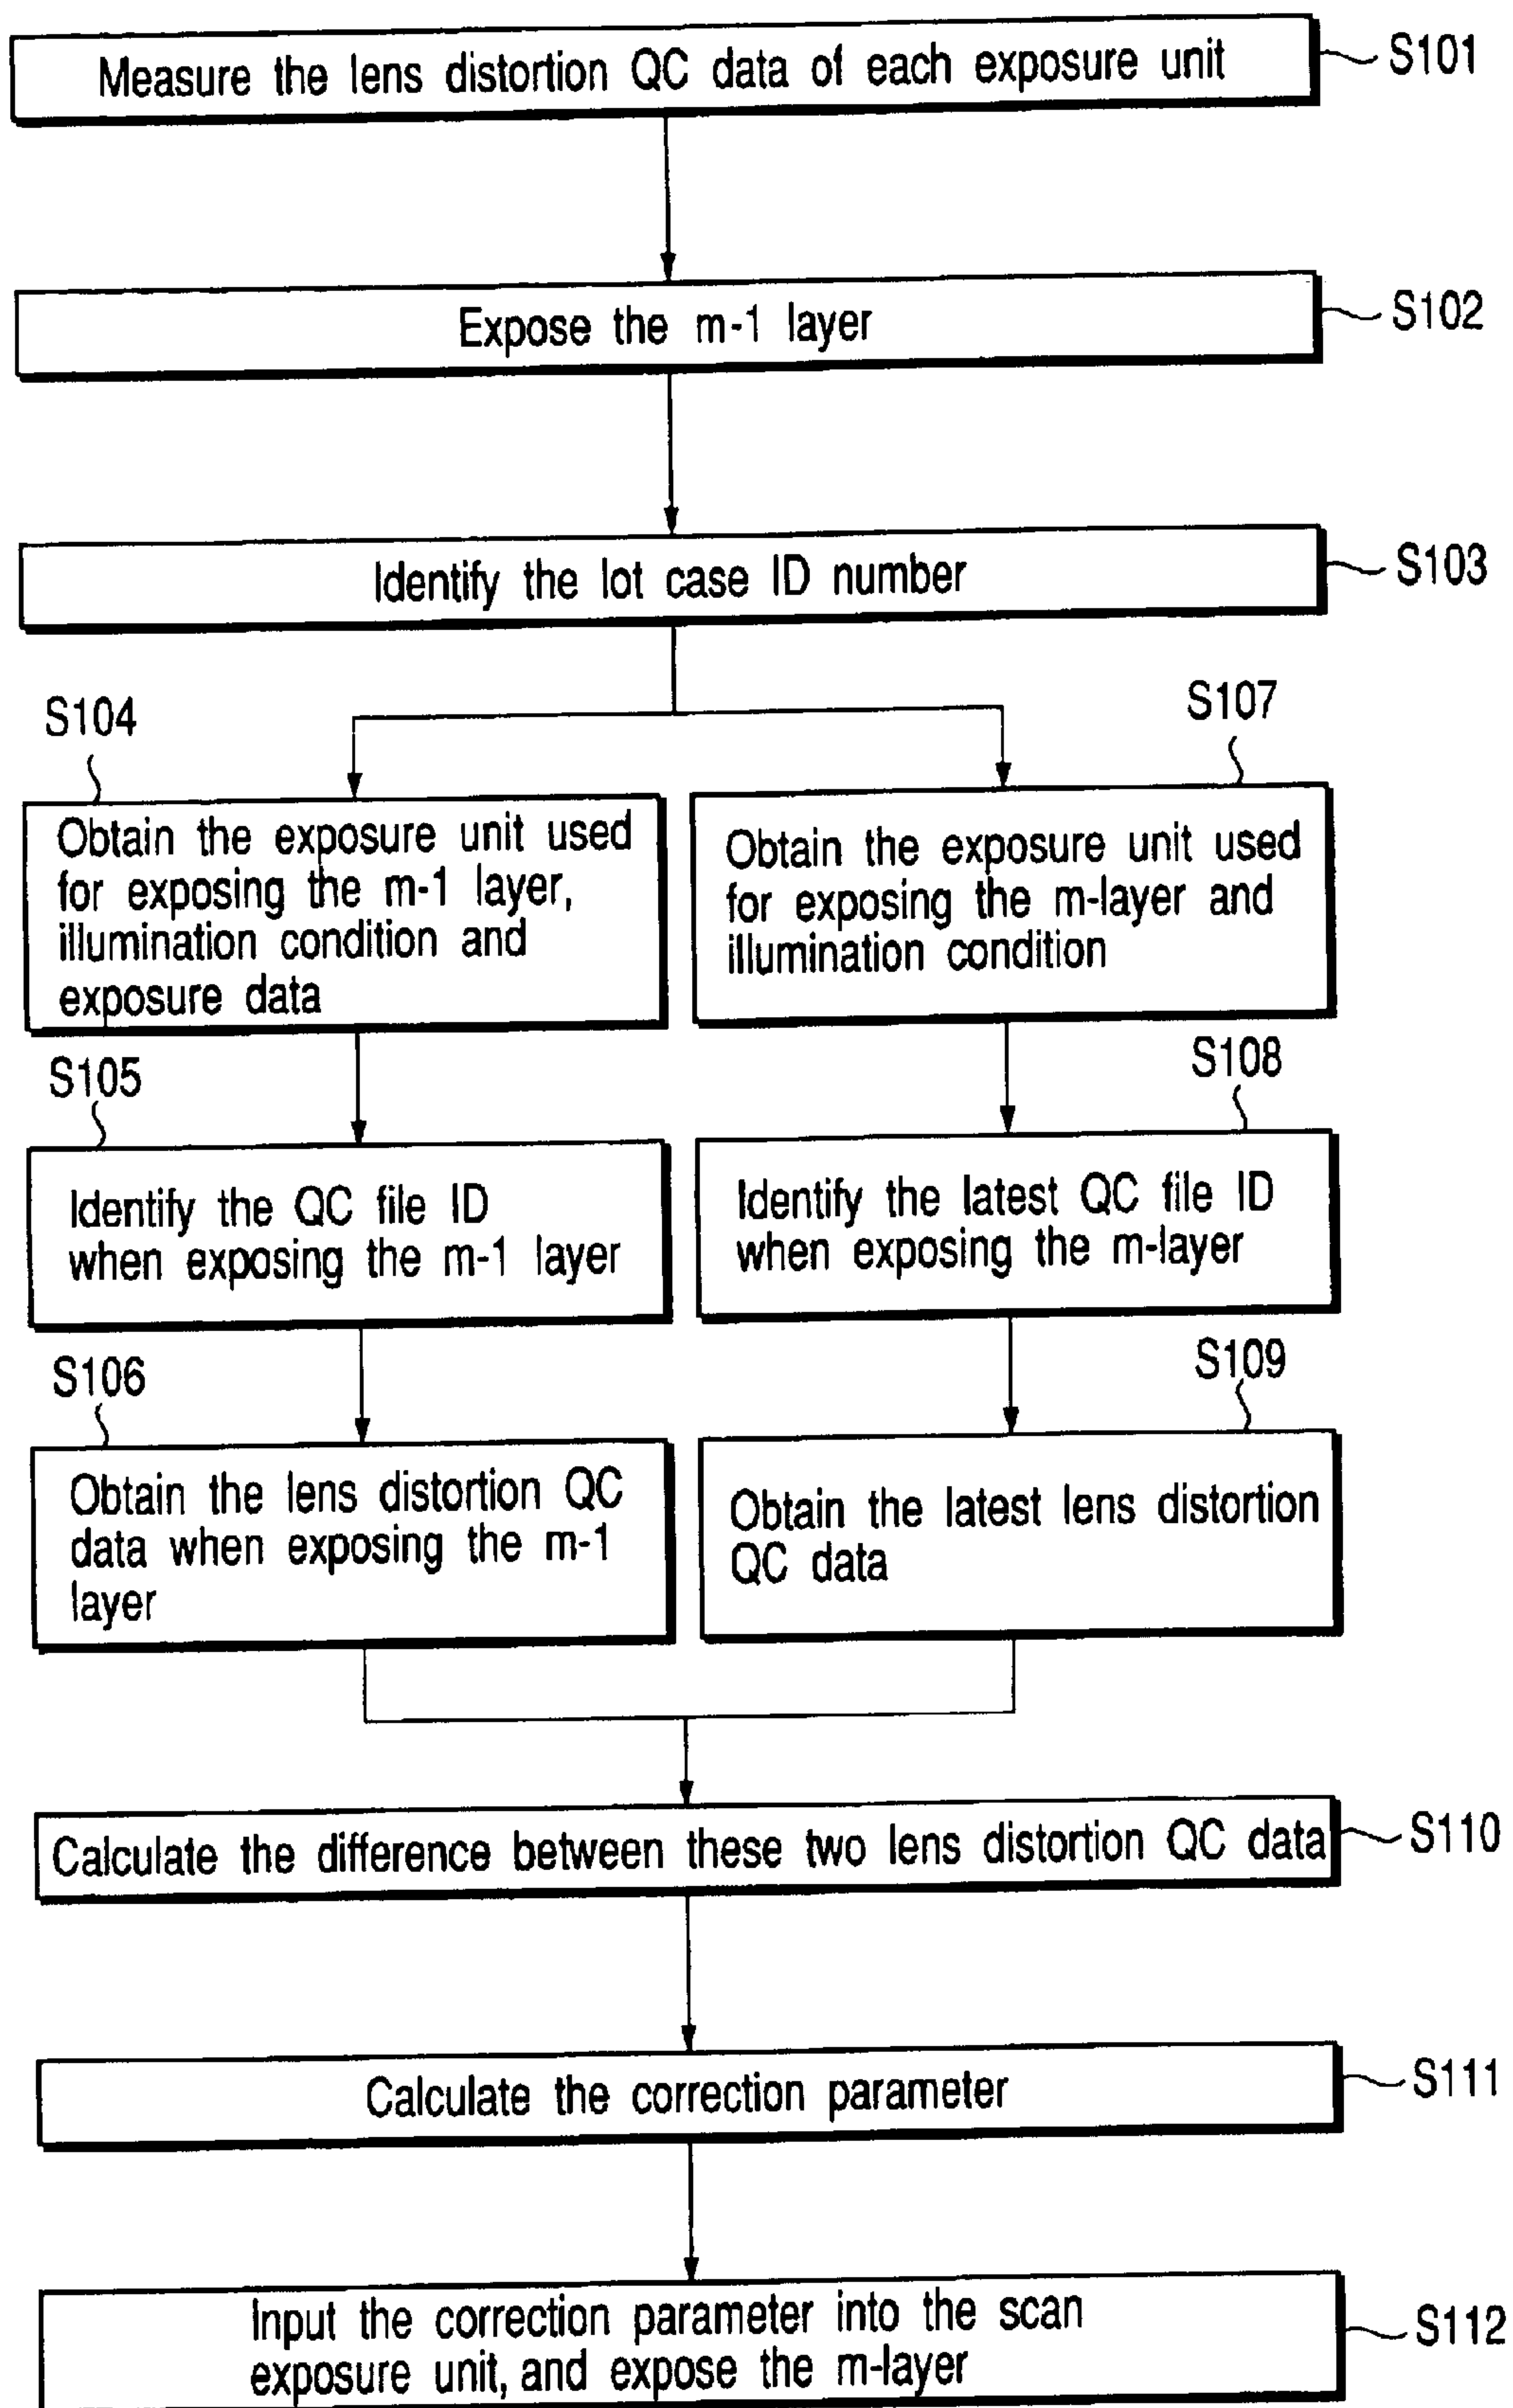 Measure the lens distortion QC data of each exposure unit
S101
Expose the m-1 layer
S102
Identify the lot case ID number
S103
S104
Obtain the exposure unit used
for exposing the m-1 layer,
illumination condition and
exposure data
S105
Identify the QC file ID
when exposing the m-1 layer
S106
Obtain the lens distortion QC
data when exposing the m-1
layer
S107
Obtain the exposure unit used
for exposing the m-layer and
illumination condition
S108
Identify the latest QC file ID
when exposing the m-layer
S109
Obtain the latest lens distortion
QC data
Calculate the difference between these two lens distortion QC data
S110
Calculate the correction parameter
S111
Input the correction parameter into the scan
exposure unit, and expose the m-layer
S112